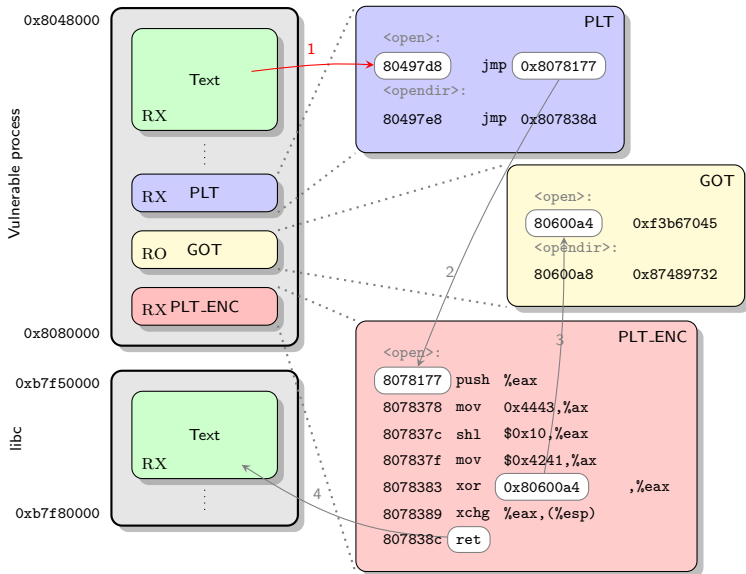 0x8048000
Vulnerable process
Text
RX
RX PLT
RO GOT
RX PLT_ENC
0x8080000
0xb7f50000
libc
Text
RX
0xb7f80000
1
2
3
4
PLT
<open>:
80497d8 jmp 0x8078177
<opendir>:
80497e8 jmp 0x807838d
GOT
<open>:
80600a4 0xf3b67045
<opendir>:
80600a8 0x87489732
PLT_ENC
<open>:
8078177 push %eax
8078378 mov 0x4443,%ax
807837c shl $0x10,%eax
807837f mov $0x4241,%ax
8078383 xor 0x80600a4 ,%eax
8078389 xchg %eax,(%esp)
807838c ret